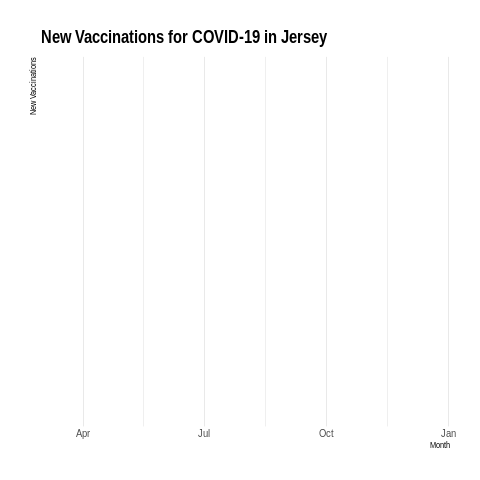 New Vaccinations for COVID-19 in Jersey
New Vaccinations
Apr Jul Oct Jan
Month